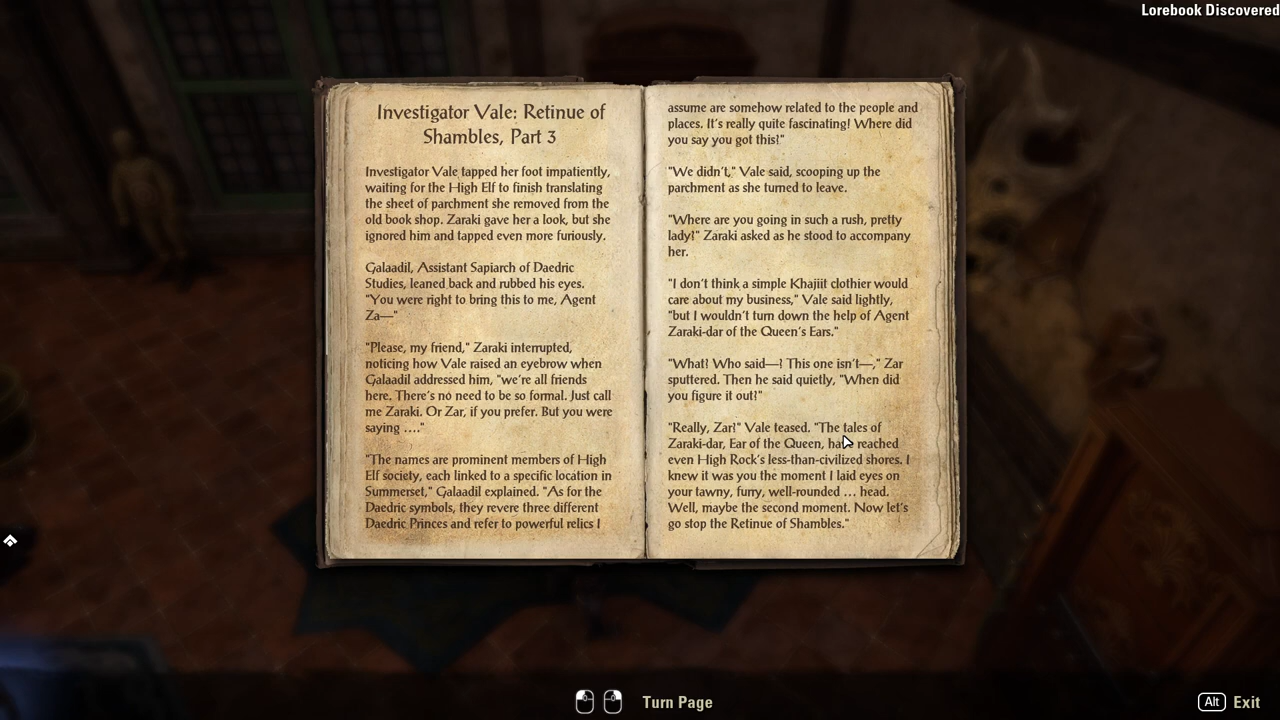 Lorebook Discovered
Investigator Vale: Retinue of
Shambles, Part 3
Investigator Vale tapped her foot impatiently,
waiting for the High Elf to finish translating
the sheet of parchment she removed from the
old book shop. Zaraki gave her a look, but she
ignored him and tapped even more furiously.
Galaadil, Assistant Sapiarch of Daedric
Studies, leaned back and rubbed his eyes.
"You were right to bring this to me, Agent
Za—"
"Please, my friend," Zaraki interrupted,
noticing how Vale raised an eyebrow when
Galaadil addressed him, "we're all friends
here. There's no need to be so formal. Just call
me Zaraki. Or Zar, if you prefer. But you were
saying …."
"The names are prominent members of High
Elf society, each linked to a specific location in
Summerset," Galaadil explained. "As for the
Daedric symbols, they revere three different
Daedric Princes and refer to powerful relics I
assume are somehow related to the people and
places. It's really quite fascinating! Where did
you say you got this?"
"We didn't," Vale said, scooping up the
parchment as she turned to leave.
"Where are you going in such a rush, pretty
lady?" Zaraki asked as he stood to accompany
her.
"I don't think a simple Khajiit clothier would
care about my business," Vale said lightly,
"but I wouldn't turn down the help of Agent
Zaraki-dar of the Queen's Ears."
"What? Who said—? This one isn't—," Zar
sputtered. Then he said quietly, "When did
you figure it out?"
"Really, Zar?" Vale teased. "The tales of
Zaraki-dar, Ear of the Queen, have reached
even High Rock's less-than-civilized shores. I
knew it was you the moment I laid eyes on
your tawny, furry, well-rounded … head.
Well, maybe the second moment. Now let's
go stop the Retinue of Shambles."
Turn Page
Alt Exit